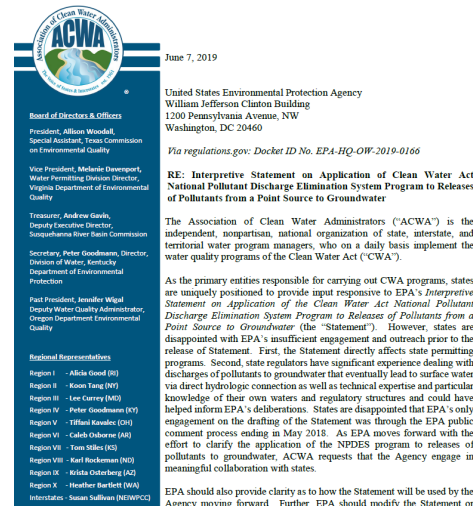 Association of Clean Water Administrators
ACWA
The Voice of States & Interstates
®
Board of Directors & Officers
President, Allison Woodall,
Special Assistant, Texas Commission
on Environmental Quality
Vice President, Melanie Davenport,
Water Permitting Division Director,
Virginia Department of Environmental
Quality
Treasurer, Andrew Gavin,
Deputy Executive Director,
Susquehanna River Basin Commission
Secretary, Peter Goodmann, Director,
Division of Water, Kentucky
Department of Environmental
Protection
Past President, Jennifer Wigal
Deputy Water Quality Administrator,
Oregon Department Environmental
Quality
Regional Representatives
Region I - Alicia Good (RI)
Region II - Koon Tang (NY)
Region III - Lee Currey (MD)
Region IV - Peter Goodmann (KY)
Region V - Tiffani Kavalec (OH)
Region VI - Caleb Osborne (AR)
Region VII - Tom Stiles (KS)
Region VIII - Karl Rockeman (ND)
Region IX - Krista Osterberg (AZ)
Region X - Heather Bartlett (WA)
Interstates - Susan Sullivan (NEIWPCC)
June 7, 2019
United States Environmental Protection Agency
William Jefferson Clinton Building
1200 Pennsylvania Avenue, NW
Washington, DC 20460
Via regulations.gov: Docket ID No. EPA-HQ-OW-2019-0166
RE: Interpretive Statement on Application of Clean Water Act
National Pollutant Discharge Elimination System Program to Releases
of Pollutants from a Point Source to Groundwater
The Association of Clean Water Administrators ("ACWA") is the
independent, nonpartisan, national organization of state, interstate, and
territorial water program managers, who on a daily basis implement the
water quality programs of the Clean Water Act ("CWA").
As the primary entities responsible for carrying out CWA programs, states
are uniquely positioned to provide input responsive to EPA's Interpretive
Statement on Application of the Clean Water Act National Pollutant
Discharge Elimination System Program to Releases of Pollutants from a
Point Source to Groundwater (the "Statement"). However, states are
disappointed with EPA's insufficient engagement and outreach prior to the
release of Statement. First, the Statement directly affects state permitting
programs. Second, state regulators have significant experience dealing with
discharges of pollutants to groundwater that eventually lead to surface water
via direct hydrologic connection as well as technical expertise and particular
knowledge of their own waters and regulatory structures and could have
helped inform EPA's deliberations. States are disappointed that EPA's only
engagement on the drafting of the Statement was through the EPA public
comment process ending in May 2018. As EPA moves forward with the
effort to clarify the application of the NPDES program to releases of
pollutants to groundwater, ACWA requests that the Agency engage in
meaningful collaboration with states.
EPA should also provide clarity as to how the Statement will be used by the
Agency moving forward. Further, EPA should modify the Statement or